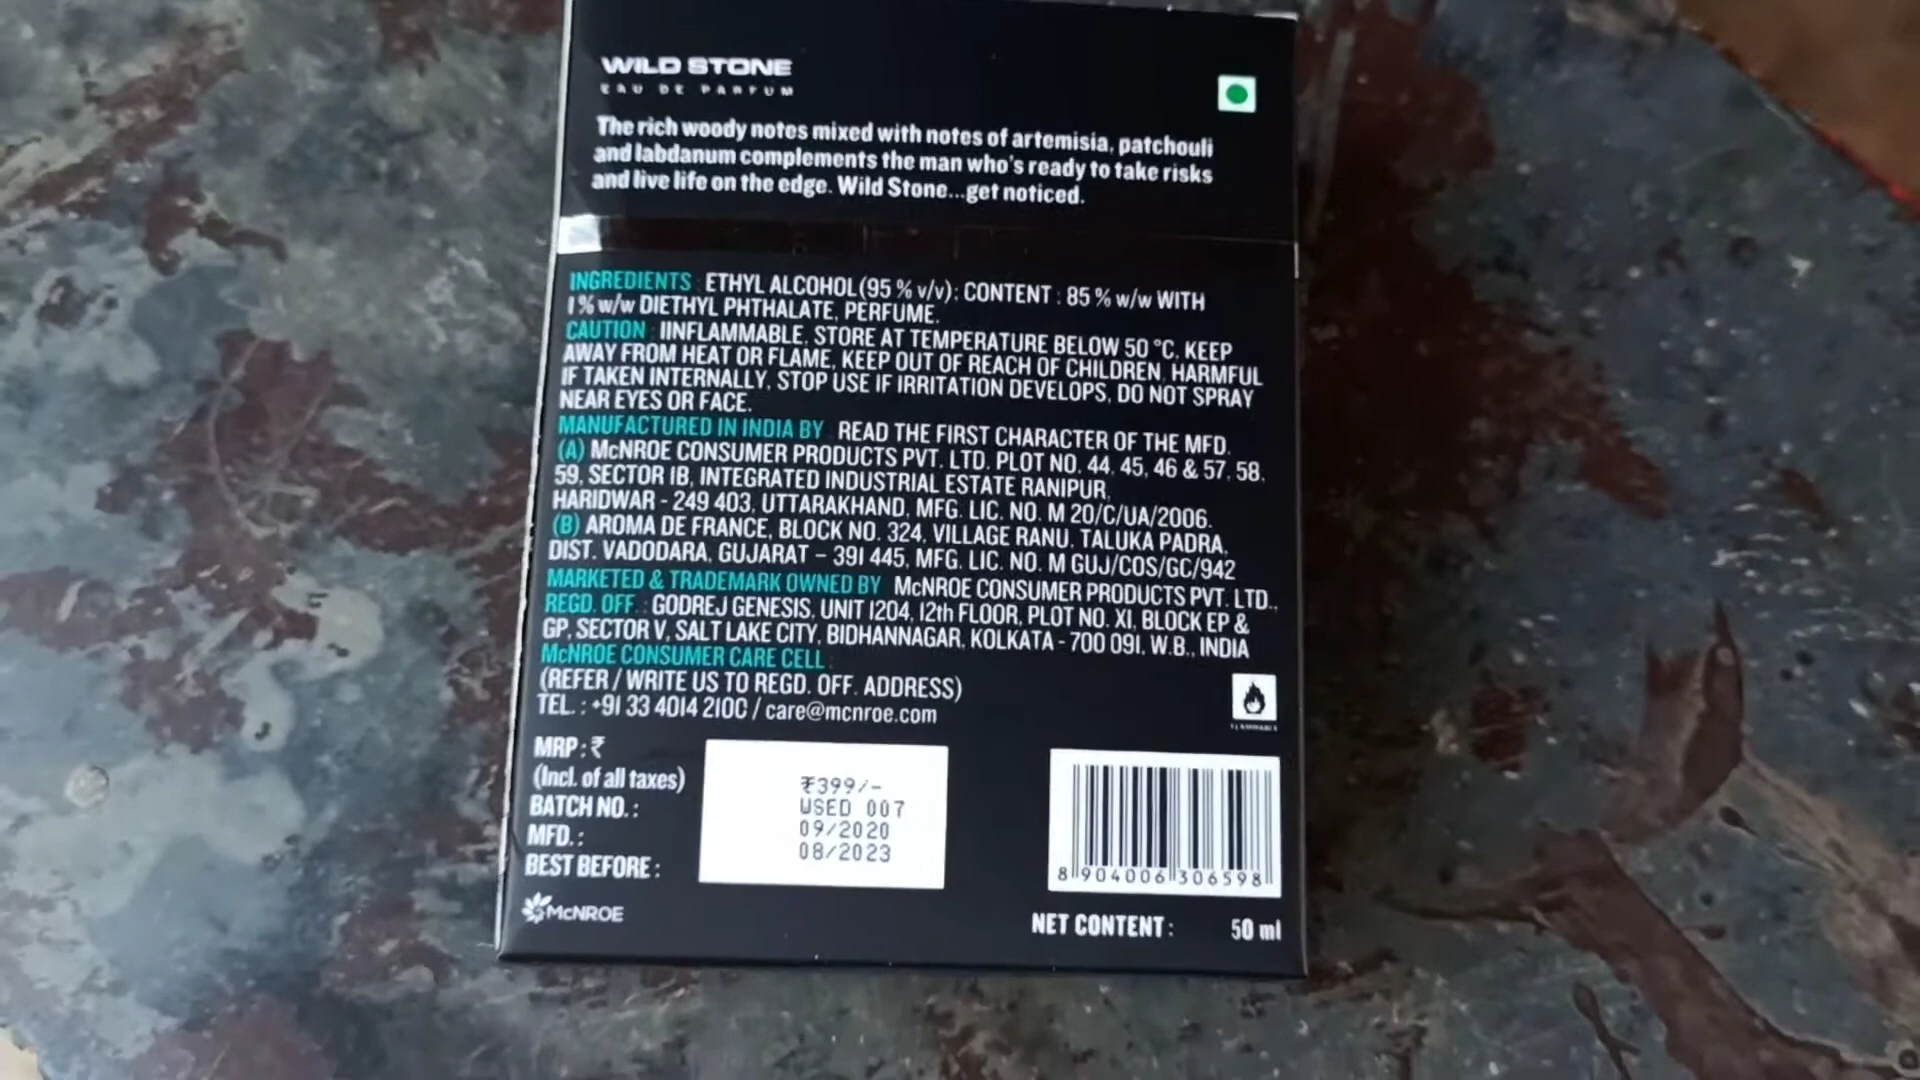 WILD STONE
EAU DE PARFUM
The rich woody notes mixed with notes of artemisia, patchouli
and labdanum complements the man who's ready to take risks
and live life on the edge. Wild Stone...get noticed.
INGREDIENTS : ETHYL ALCOHOL (95 % v/v); CONTENT : 85 % w/w WITH
1 % w/w DIETHYL PHTHALATE, PERFUME.
CAUTION : IINFLAMMABLE, STORE AT TEMPERATURE BELOW 50 °C, KEEP
AWAY FROM HEAT OR FLAME, KEEP OUT OF REACH OF CHILDREN, HARMFUL
IF TAKEN INTERNALLY, STOP USE IF IRRITATION DEVELOPS, DO NOT SPRAY
NEAR EYES OR FACE.
MANUFACTURED IN INDIA BY : READ THE FIRST CHARACTER OF THE MFD.
(A) McNROE CONSUMER PRODUCTS PVT. LTD. PLOT NO. 44, 45, 46 & 57, 58,
59, SECTOR IB, INTEGRATED INDUSTRIAL ESTATE RANIPUR,
HARIDWAR - 249 403, UTTARAKHAND, MFG. LIC. NO. M 20/C/UA/2006.
(B) AROMA DE FRANCE, BLOCK NO. 324, VILLAGE RANU, TALUKA PADRA,
DIST. VADODARA, GUJARAT – 391 445, MFG. LIC. NO. M GUJ/COS/GC/942
MARKETED & TRADEMARK OWNED BY McNROE CONSUMER PRODUCTS PVT. LTD.,
REGD. OFF. : GODREJ GENESIS, UNIT 1204, 12th FLOOR, PLOT NO. XI, BLOCK EP &
GP, SECTOR V, SALT LAKE CITY, BIDHANNAGAR, KOLKATA - 700 091, W.B., INDIA
McNROE CONSUMER CARE CELL :
(REFER / WRITE US TO REGD. OFF. ADDRESS)
TEL. : +91 33 4014 2100 / care@mcnroe.com
MRP : ₹
(Incl. of all taxes) ₹399/-
BATCH NO. : WSED 007
MFD. : 09/2020
BEST BEFORE : 08/2023
8 904006 306598
McNROE
NET CONTENT : 50 ml